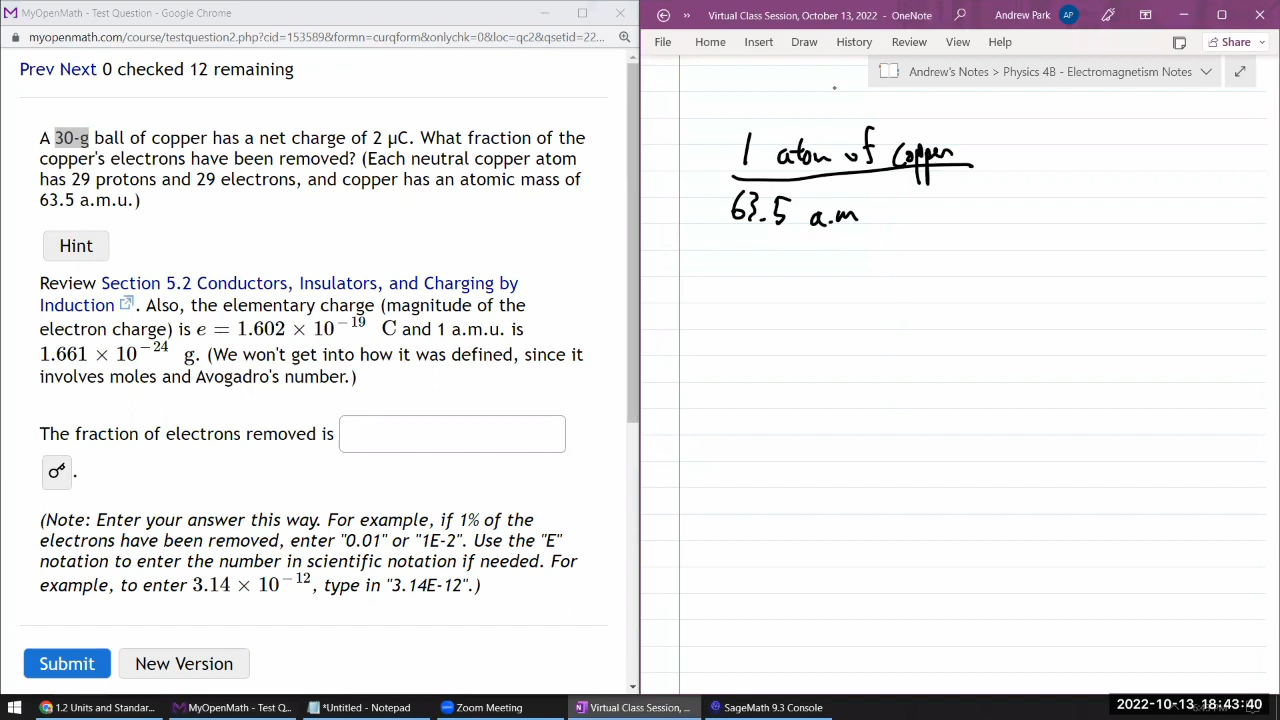 MyOpenMath - Test Question - Google Chrome
myopenmath.com/course/testquestion2.php?cid=153589&formn=curqform&onlychk=0&loc=qc2&qsetid=22...
Prev Next 0 checked 12 remaining
A 30-g ball of copper has a net charge of 2 μC. What fraction of the
copper's electrons have been removed? (Each neutral copper atom
has 29 protons and 29 electrons, and copper has an atomic mass of
63.5 a.m.u.)
Hint
Review Section 5.2 Conductors, Insulators, and Charging by
Induction . Also, the elementary charge (magnitude of the
electron charge) is e = 1.602 × 10⁻¹⁹ C and 1 a.m.u. is
1.661 × 10⁻²⁴ g. (We won't get into how it was defined, since it
involves moles and Avogadro's number.)
The fraction of electrons removed is
.
(Note: Enter your answer this way. For example, if 1% of the
electrons have been removed, enter "0.01" or "1E-2". Use the "E"
notation to enter the number in scientific notation if needed. For
example, to enter 3.14 × 10⁻¹², type in "3.14E-12".)
Submit New Version
Virtual Class Session, October 13, 2022 - OneNote Andrew Park AP
File Home Insert Draw History Review View Help Share
Andrew's Notes > Physics 4B - Electromagnetism Notes
1 atom of copper
63.5 a.m
1.2 Units and Standar... MyOpenMath - Test Q... *Untitled - Notepad Zoom Meeting Virtual Class Session, ... SageMath 9.3 Console
2022-10-13 18:43:40